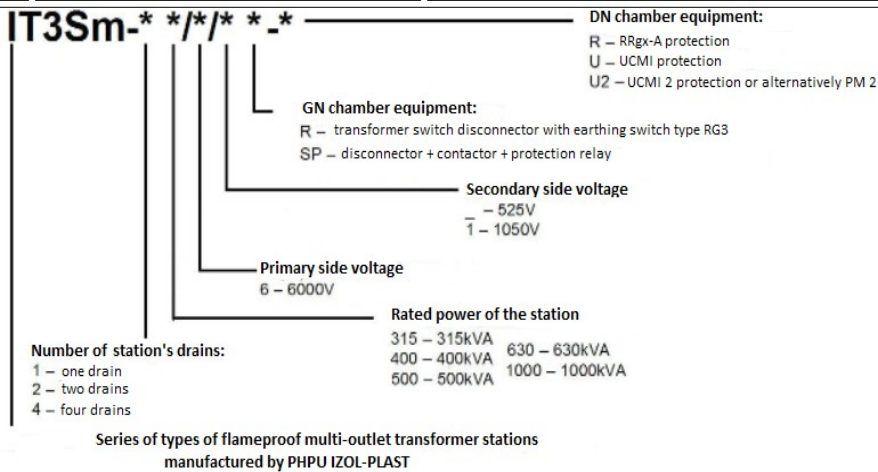 IT3Sm-* */*/* *-*
DN chamber equipment:
R – RRgx-A protection
U – UCMI protection
U2 – UCMI 2 protection or alternatively PM 2
GN chamber equipment:
R – transformer switch disconnector with earthing switch type RG3
SP – disconnector + contactor + protection relay
Secondary side voltage
_ – 525V
1 – 1050V
Primary side voltage
6 – 6000V
Rated power of the station
315 – 315kVA
400 – 400kVA
500 – 500kVA
630 – 630kVA
1000 – 1000kVA
Number of station's drains:
1 – one drain
2 – two drains
4 – four drains
Series of types of flameproof multi-outlet transformer stations
manufactured by PHPU IZOL-PLAST